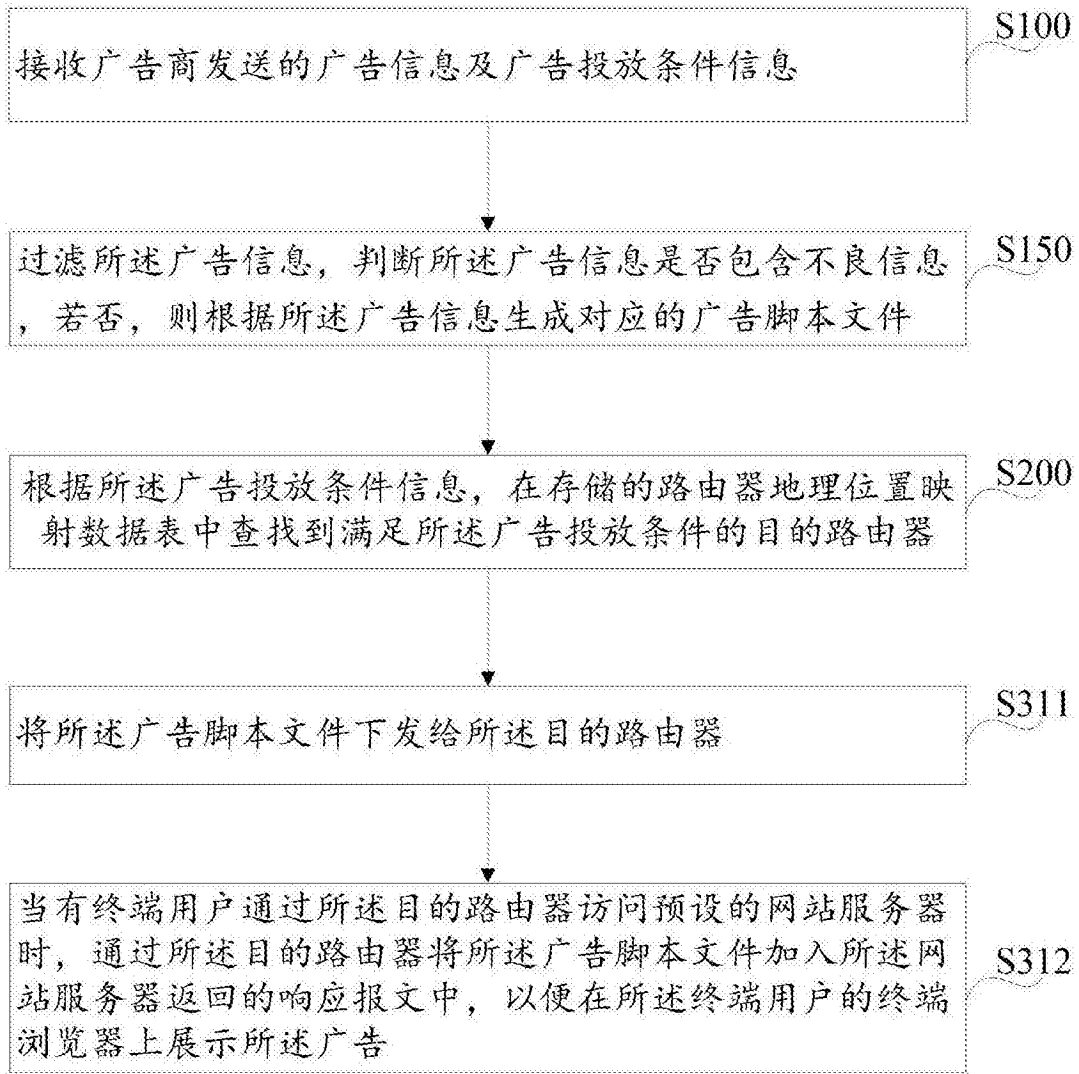 S100
接收广告商发送的广告信息及广告投放条件信息
S150
过滤所述广告信息，判断所述广告信息是否包含不良信息
，若否，则根据所述广告信息生成对应的广告脚本文件
S200
根据所述广告投放条件信息，在存储的路由器地理位置映
射数据表中查找到满足所述广告投放条件的目的路由器
S311
将所述广告脚本文件下发给所述目的路由器
S312
当有终端用户通过所述目的路由器访问预设的网站服务器
时，通过所述目的路由器将所述广告脚本文件加入所述网
站服务器返回的响应报文中，以便在所述终端用户的终端
浏览器上展示所述广告